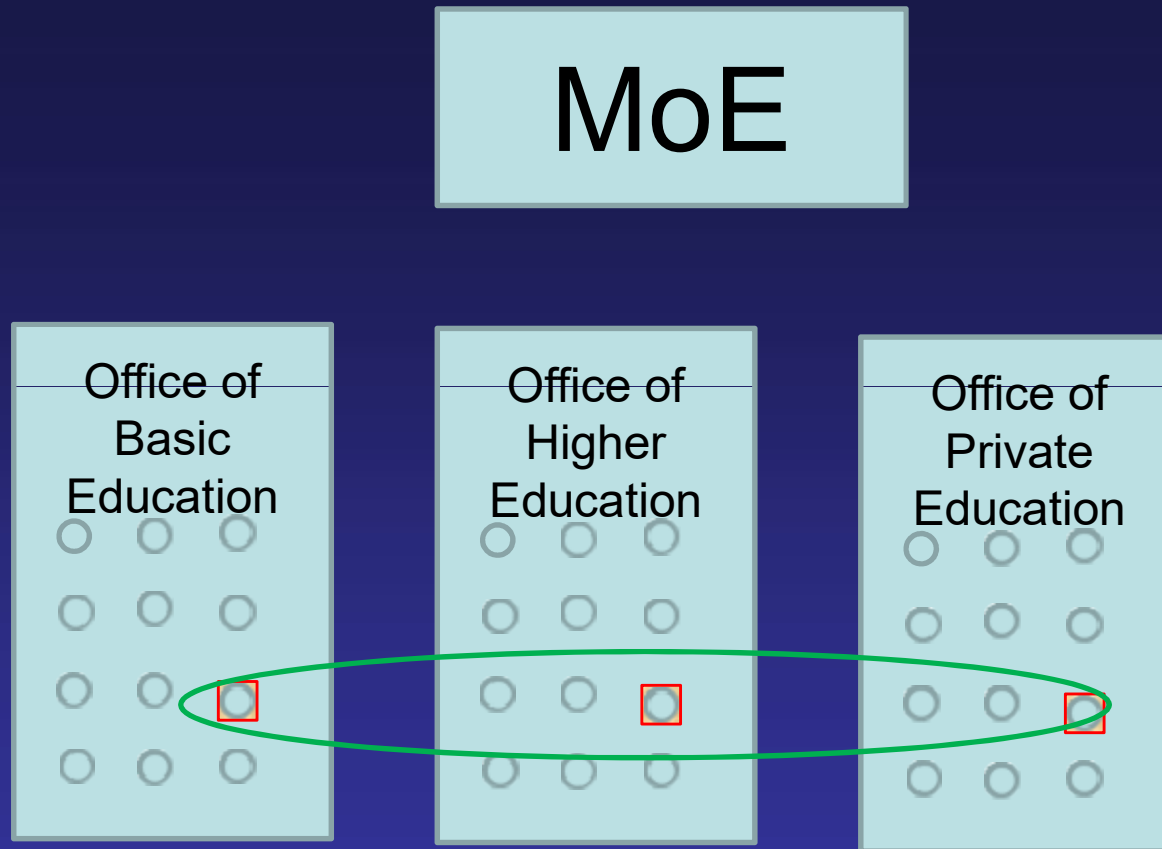 MoE
Office of
Basic
Education
Office of
Higher
Education
Office of
Private
Education